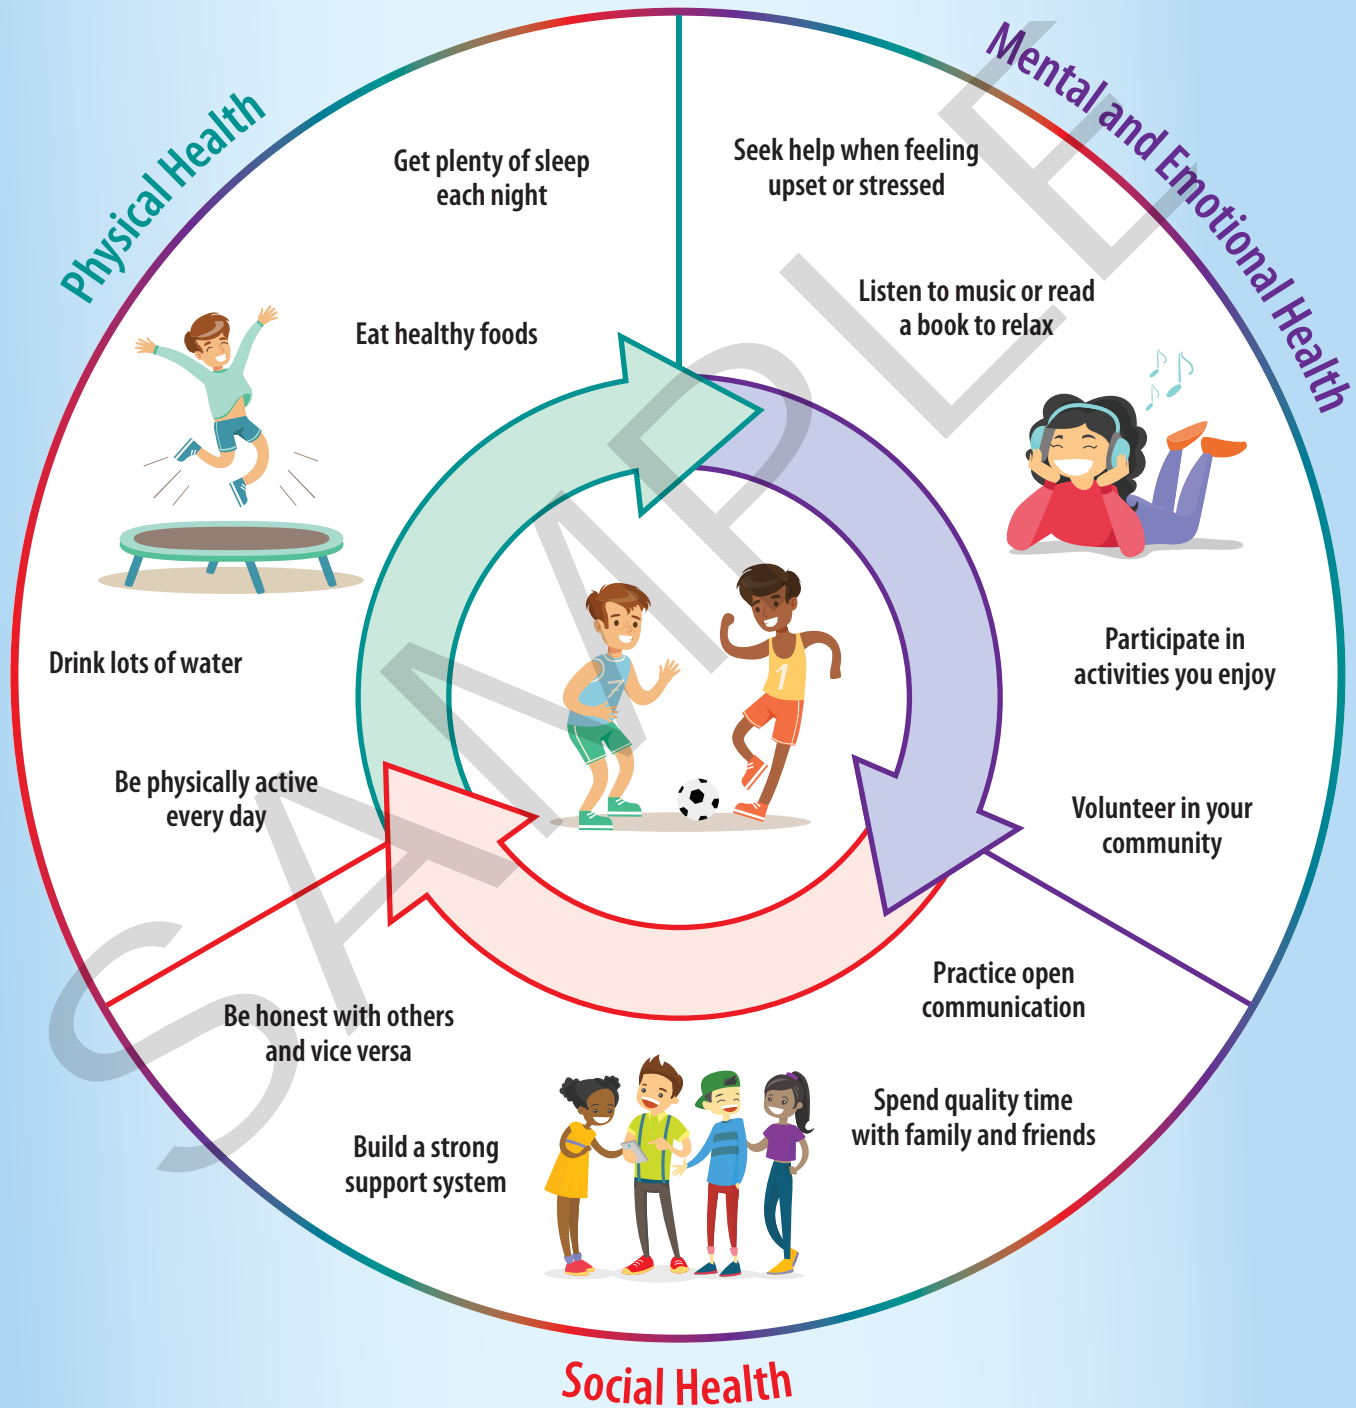 Physical Health
Get plenty of sleep
each night
Eat healthy foods
Drink lots of water
Be physically active
every day
Mental and Emotional Health
Seek help when feeling
upset or stressed
Listen to music or read
a book to relax
Participate in
activities you enjoy
Volunteer in your
community
7
1
Practice open
communication
Spend quality time
with family and friends
Be honest with others
and vice versa
Build a strong
support system
Social Health
SAMPLE